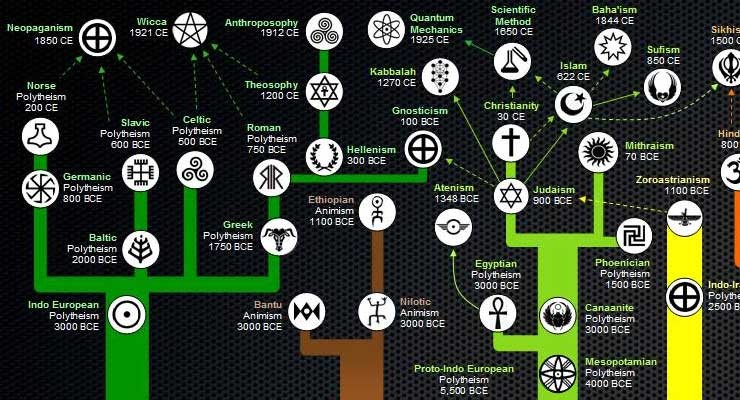 Neopaganism
1850 CE
Wicca
1921 CE
Anthroposophy
1912 CE
Quantum
Mechanics
1925 CE
Scientific
Method
1650 CE
Baha'ism
1844 CE
Sufism
850 CE
1500
Kabbalah
1270 CE
Islam
622 CE
Norse
Polytheism
200 CE
Theosophy
1200 CE
Gnosticism
100 BCE
Christianity
30 CE
Slavic
Polytheism
600 BCE
Celtic
Polytheism
500 BCE
Roman
Polytheism
750 BCE
Hellenism
300 BCE
Mithraism
70 BCE
800
Germanic
Polytheism
800 BCE
Ethiopian
Animism
1100 BCE
Atenism
1348 BCE
Judaism
900 BCE
Zoroastrianism
1100 BCE
Baltic
Polytheism
2000 BCE
Greek
Polytheism
1750 BCE
Egyptian
Polytheism
3000 BCE
Phoenician
Polytheism
1500 BCE
Indo European
Polytheism
3000 BCE
Bantu
Animism
3000 BCE
Nilotic
Animism
3000 BCE
Canaanite
Polytheism
3000 BCE
2500
Proto-Indo European
Polytheism
5,500 BCE
Mesopotamian
Polytheism
4000 BCE